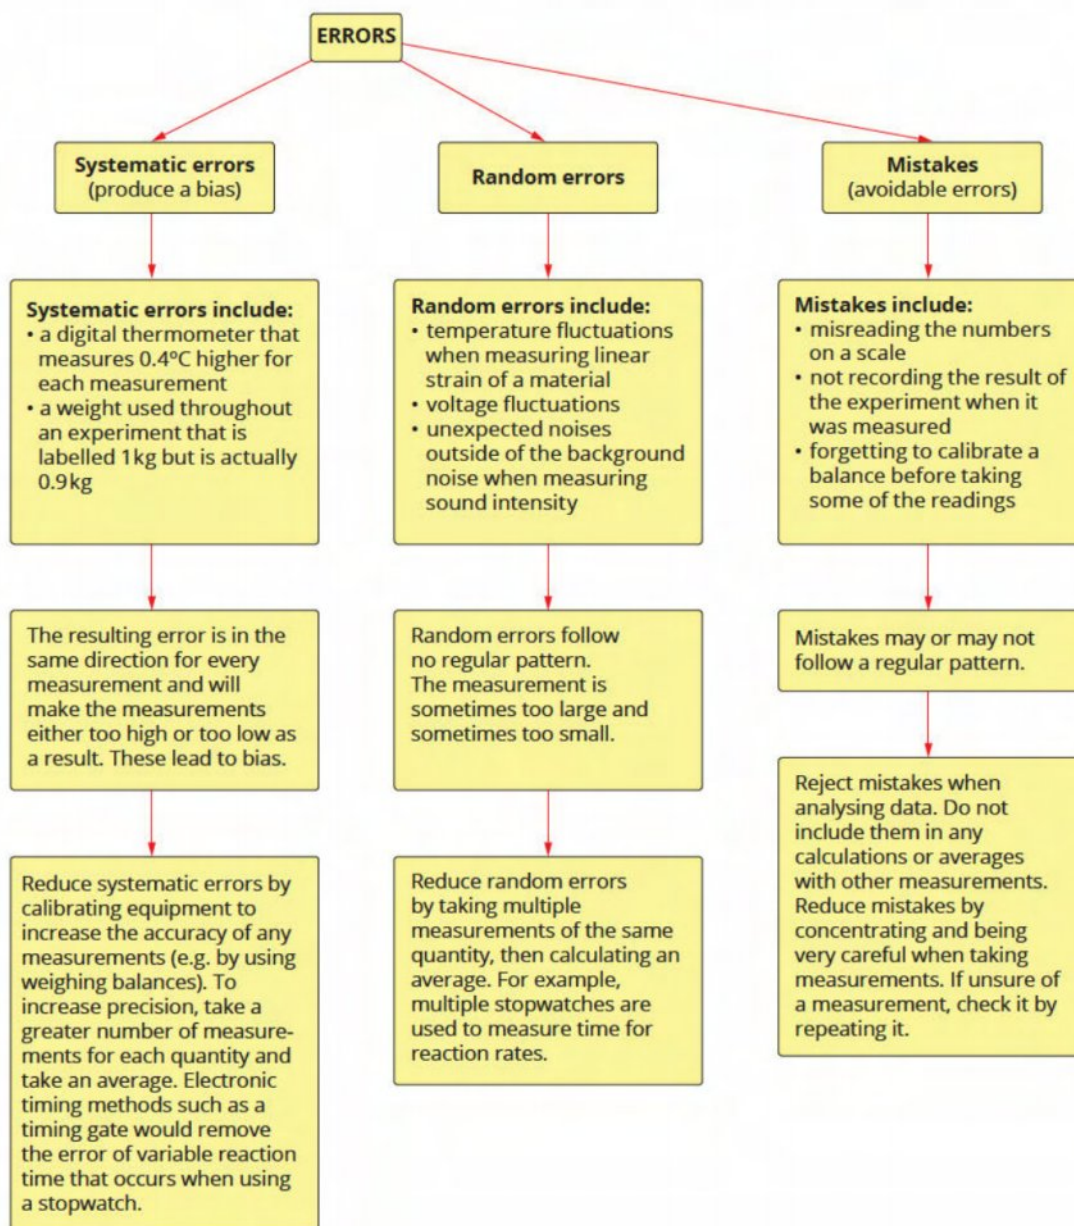 ERRORS
Systematic errors
(produce a bias)
Random errors
Mistakes
(avoidable errors)
Systematic errors include:
• a digital thermometer that
measures 0.4°C higher for
each measurement
• a weight used throughout
an experiment that is
labelled 1 kg but is actually
0.9 kg
Random errors include:
• temperature fluctuations
when measuring linear
strain of a material
• voltage fluctuations
• unexpected noises
outside of the background
noise when measuring
sound intensity
Mistakes include:
• misreading the numbers
on a scale
• not recording the result of
the experiment when it
was measured
• forgetting to calibrate a
balance before taking
some of the readings
The resulting error is in the
same direction for every
measurement and will
make the measurements
either too high or too low as
a result. These lead to bias.
Random errors follow
no regular pattern.
The measurement is
sometimes too large and
sometimes too small.
Mistakes may or may not
follow a regular pattern.
Reduce systematic errors by
calibrating equipment to
increase the accuracy of any
measurements (e.g. by using
weighing balances). To
increase precision, take a
greater number of measure-
ments for each quantity and
take an average. Electronic
timing methods such as a
timing gate would remove
the error of variable reaction
time that occurs when using
a stopwatch.
Reduce random errors
by taking multiple
measurements of the same
quantity, then calculating an
average. For example,
multiple stopwatches are
used to measure time for
reaction rates.
Reject mistakes when
analysing data. Do not
include them in any
calculations or averages
with other measurements.
Reduce mistakes by
concentrating and being
very careful when taking
measurements. If unsure of
a measurement, check it by
repeating it.